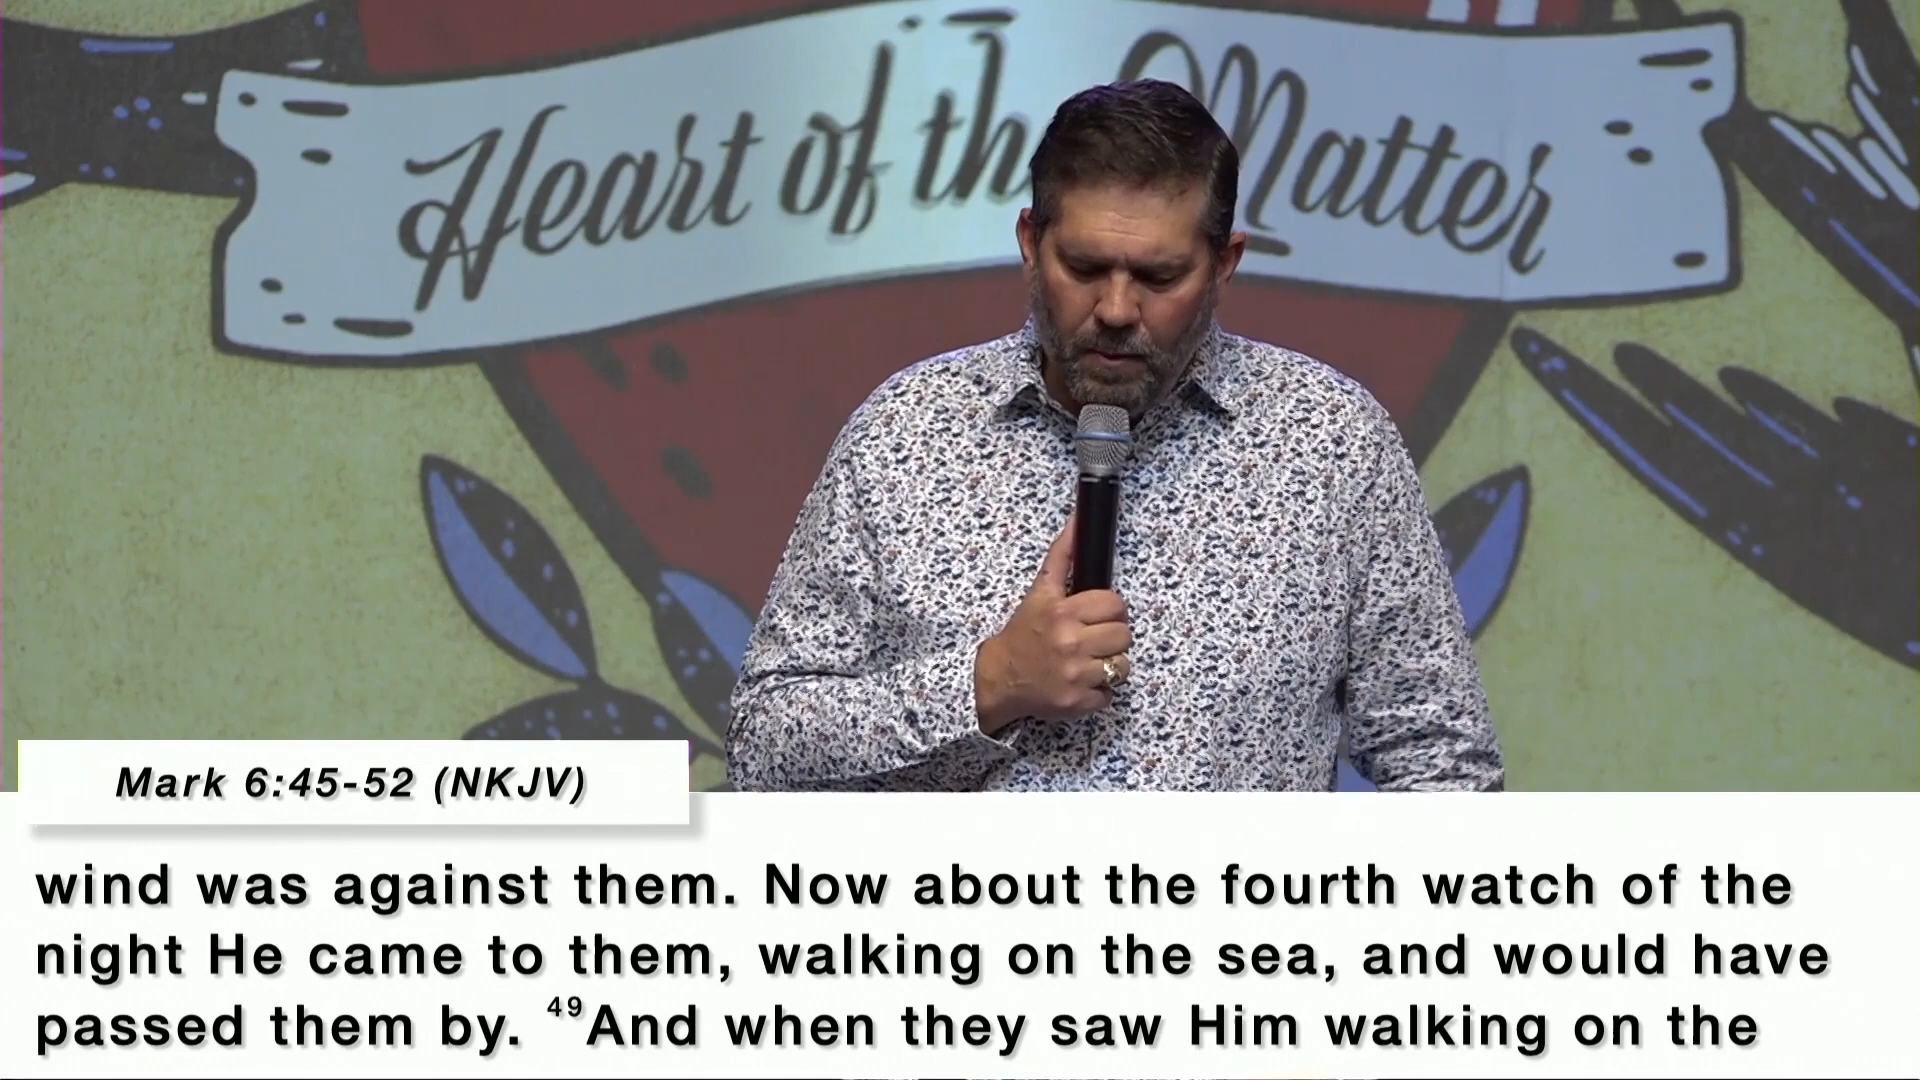 Heart of th Matter
Mark 6:45-52 (NKJV)
wind was against them. Now about the fourth watch of the
night He came to them, walking on the sea, and would have
passed them by. 49And when they saw Him walking on the